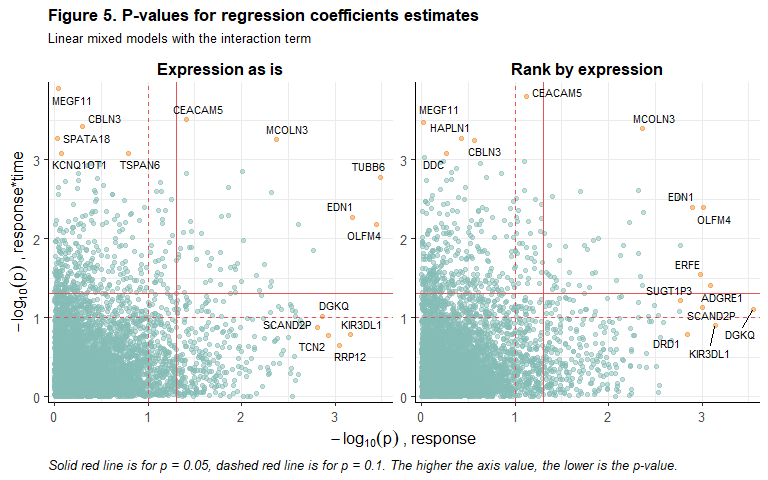 Figure 5. P-values for regression coefficients estimates
Linear mixed models with the interaction term
Expression as is
Rank by expression
MEGF11
CBLN3
SPATA18
KCNQ1OT1
TSPAN6
CEACAM5
MCOLN3
TUBB6
EDN1
OLFM4
DGKQ
SCAND2P
KIR3DL1
TCN2
RRP12
MEGF11
HAPLN1
DDC
CBLN3
CEACAM5
MCOLN3
EDN1
OLFM4
ERFE
SUGT1P3
ADGRE1
SCAND2P
DRD1
KIR3DL1
DGKQ
3
2
1
0
−log10(p) , response*time
0 1 2 3
0 1 2 3
−log10(p) , response
Solid red line is for p = 0.05, dashed red line is for p = 0.1. The higher the axis value, the lower is the p-value.